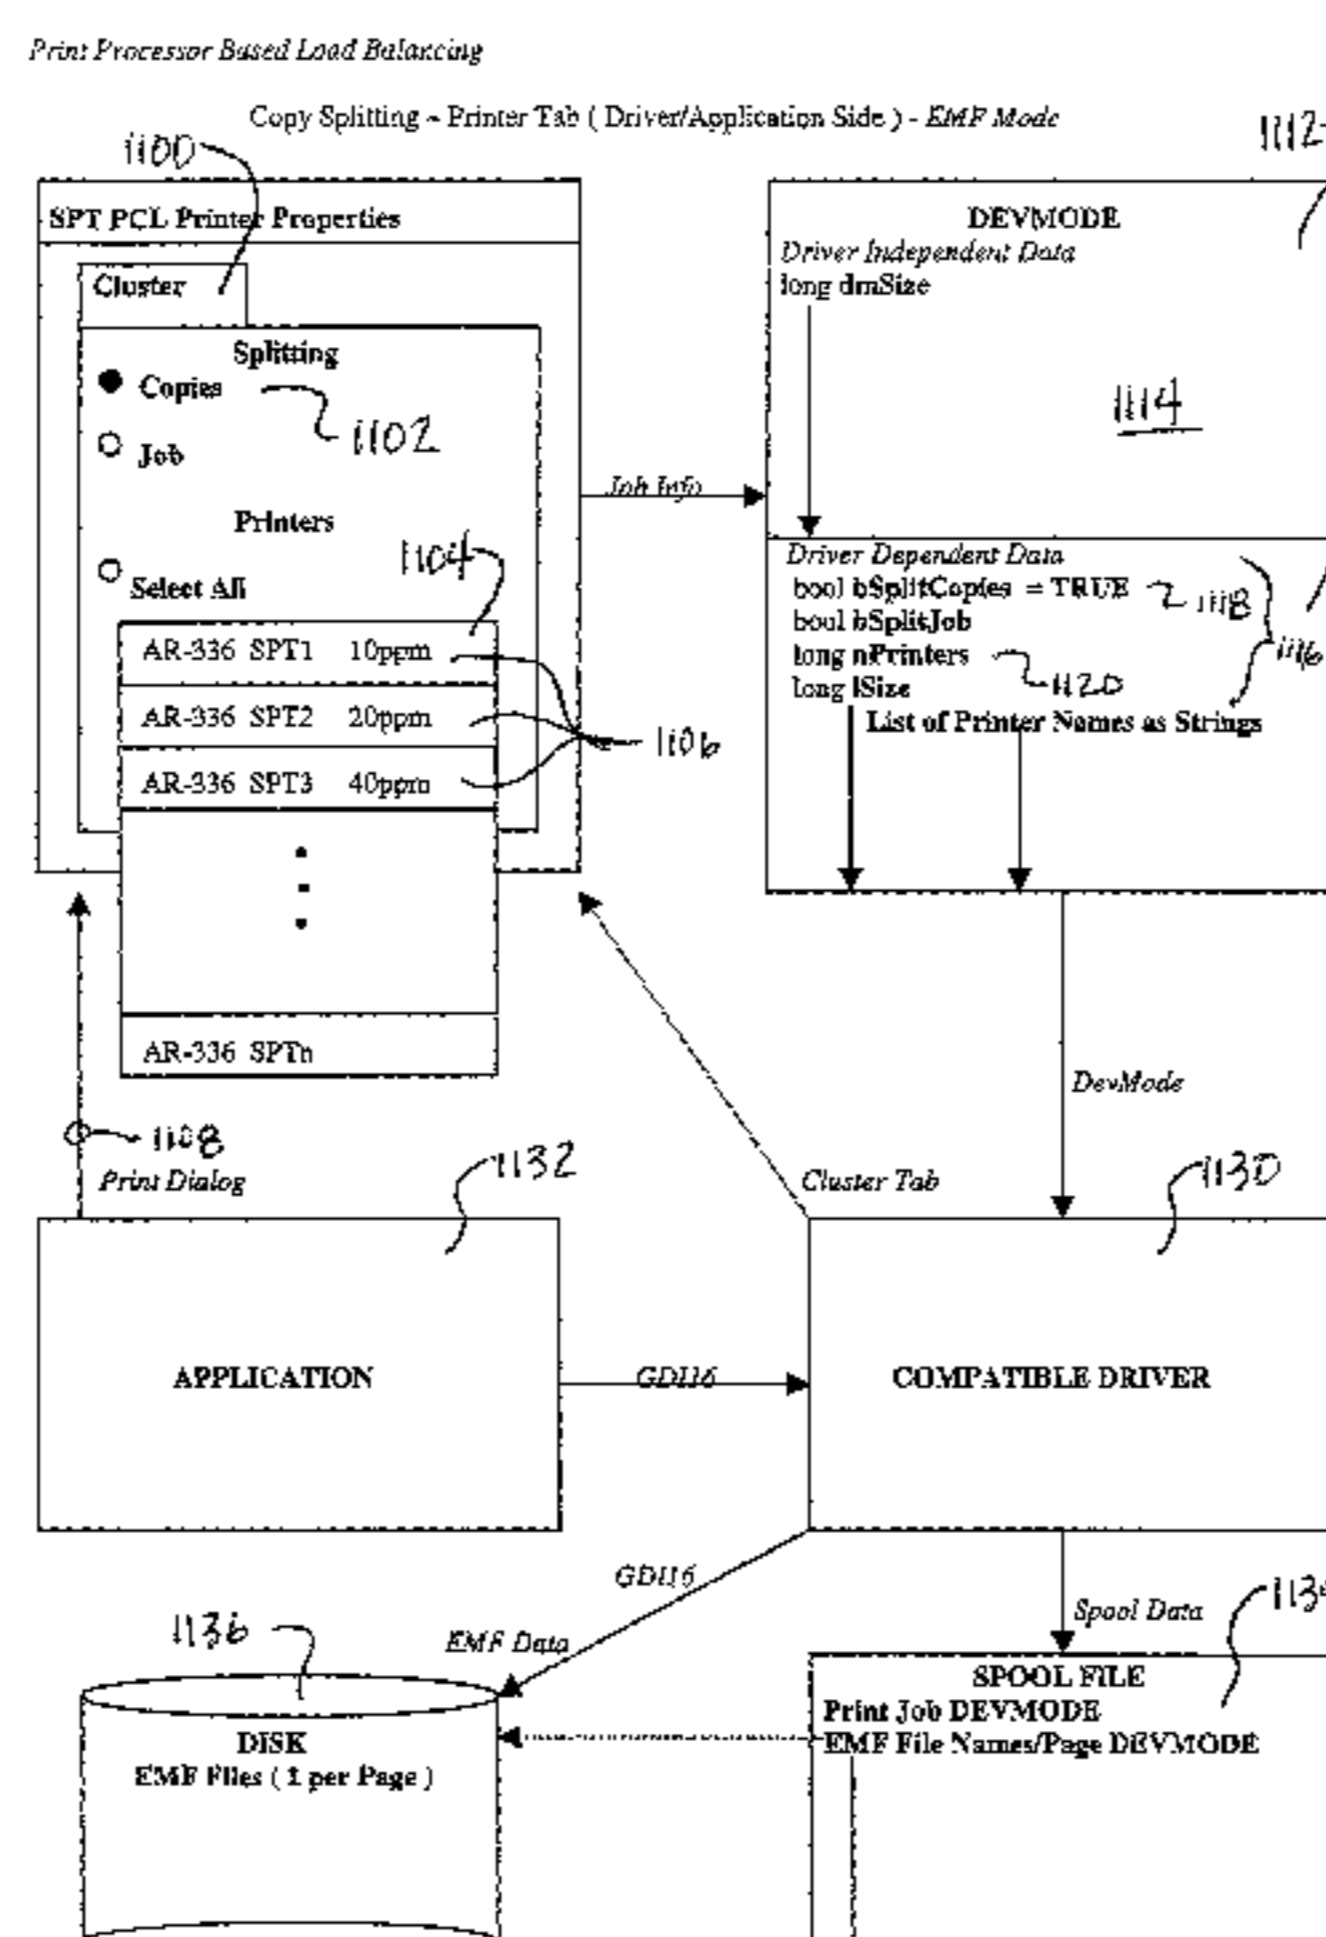 Print Processor Based Load Balancing
Copy Splitting - Printer Tab ( Driver/Application Side ) - EMF Mode
1100
1112
SPT PCL Printer Properties
Cluster
Splitting
Copies
1102
Job
Printers
1104
Select All
AR-336 SPT1 10ppm
AR-336 SPT2 20ppm
1106
AR-336 SPT3 40ppm
AR-336 SPTn
Job Info
DEVMODE
Driver Independent Data
long dmSize
1114
Driver Dependent Data
bool bSplitCopies = TRUE
1118
bool bSplitJob
1116
long nPrinters
1120
long lSize
List of Printer Names as Strings
1108
Print Dialog
1132
Cluster Tab
DevMode
1130
APPLICATION
GDI16
COMPATIBLE DRIVER
GDI16
EMF Data
Spool Data
1136
DISK
EMF Files ( 1 per Page )
SPOOL FILE
Print Job DEVMODE
EMF File Names/Page DEVMODE